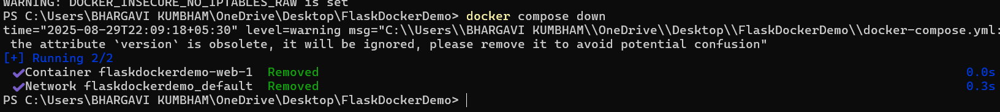 WARNING: DOCKER_INSECURE_NO_IPTABLES_RAW is set
PS C:\Users\BHARGAVI KUMBHAM\OneDrive\Desktop\FlaskDockerDemo> docker compose down
time="2025-08-29T22:09:18+05:30" level=warning msg="C:\\Users\\BHARGAVI KUMBHAM\\OneDrive\\Desktop\\FlaskDockerDemo\\docker-compose.yml:
the attribute `version` is obsolete, it will be ignored, please remove it to avoid potential confusion"
[+] Running 2/2
✔Container flaskdockerdemo-web-1 Removed 0.0s
✔Network flaskdockerdemo_default Removed 0.3s
PS C:\Users\BHARGAVI KUMBHAM\OneDrive\Desktop\FlaskDockerDemo>